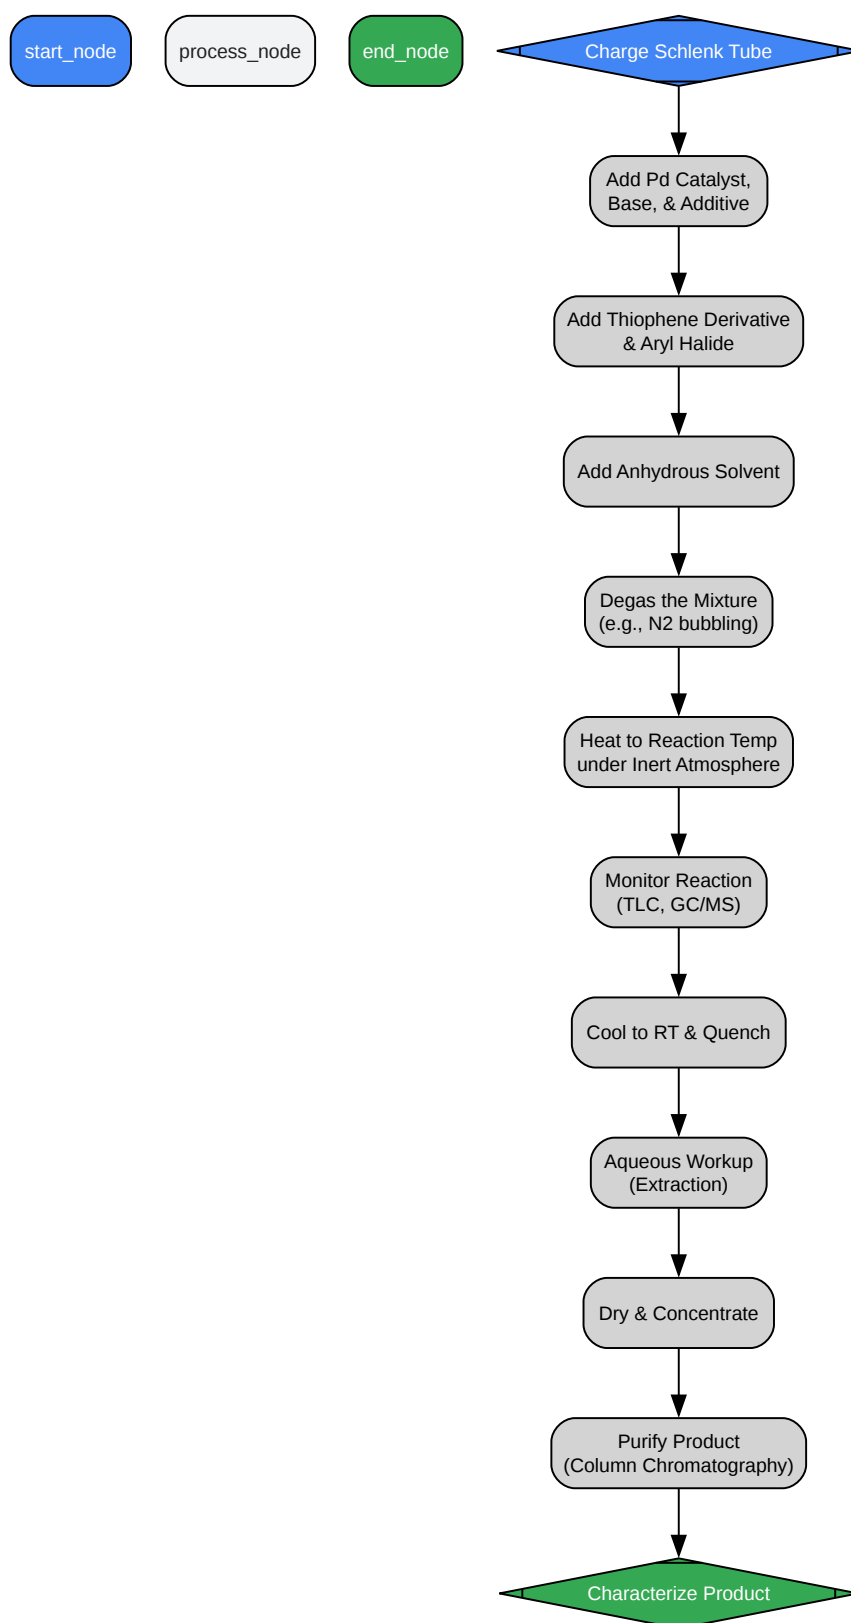 start_node
process_node
end_node
Charge Schlenk Tube
Add Pd Catalyst,
Base, & Additive
Add Thiophene Derivative
& Aryl Halide
Add Anhydrous Solvent
Degas the Mixture
(e.g., N2 bubbling)
Heat to Reaction Temp
under Inert Atmosphere
Monitor Reaction
(TLC, GC/MS)
Cool to RT & Quench
Aqueous Workup
(Extraction)
Dry & Concentrate
Purify Product
(Column Chromatography)
Characterize Product